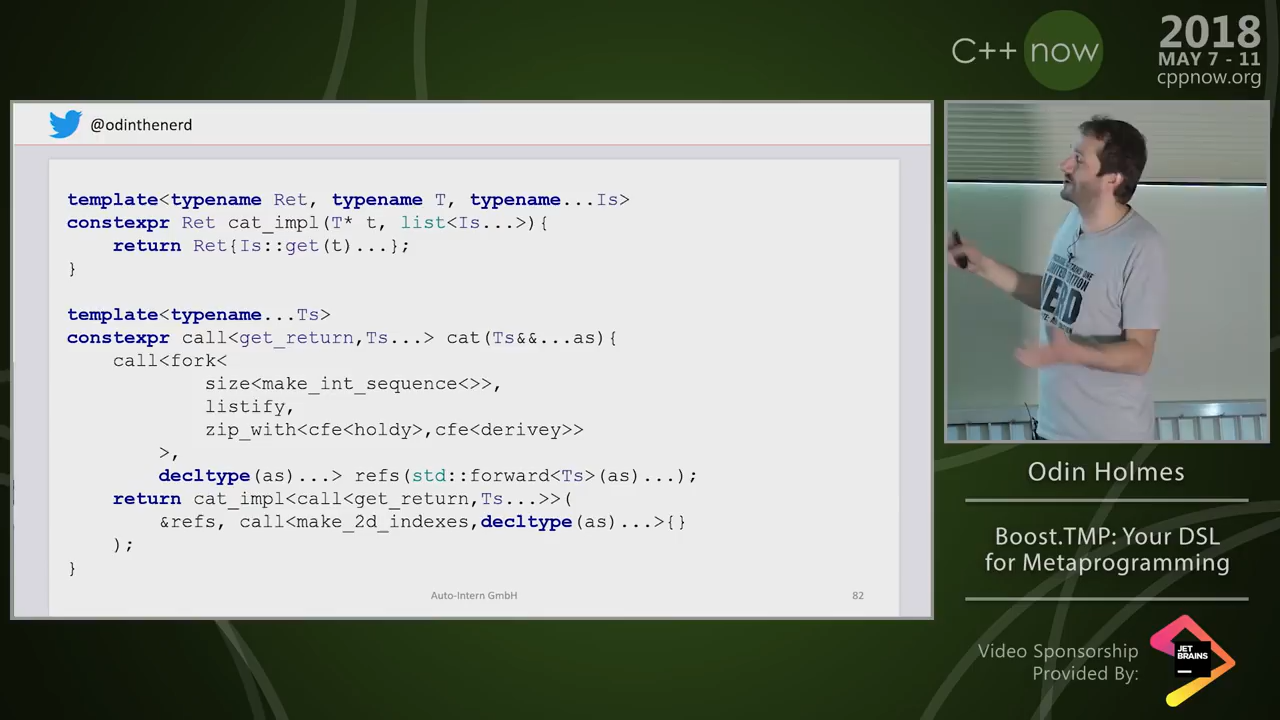 C++ now
2018
MAY 7 - 11
cppnow.org
@odinthenerd
template<typename Ret, typename T, typename...Is>
constexpr Ret cat_impl(T* t, list<Is...>){
return Ret{Is::get(t)...};
}
template<typename...Ts>
constexpr call<get_return,Ts...> cat(Ts&&...as){
call<fork<
size<make_int_sequence<>>,
listify,
zip_with<cfe<holdy>,cfe<derivey>>
>,
decltype(as)...> refs(std::forward<Ts>(as)...);
return cat_impl<call<get_return,Ts...>>(
&refs, call<make_2d_indexes,decltype(as)...>{}
);
}
Auto-Intern GmbH
82
Odin Holmes
Boost.TMP: Your DSL
for Metaprogramming
Video Sponsorship
Provided By:
JET
BRAINS